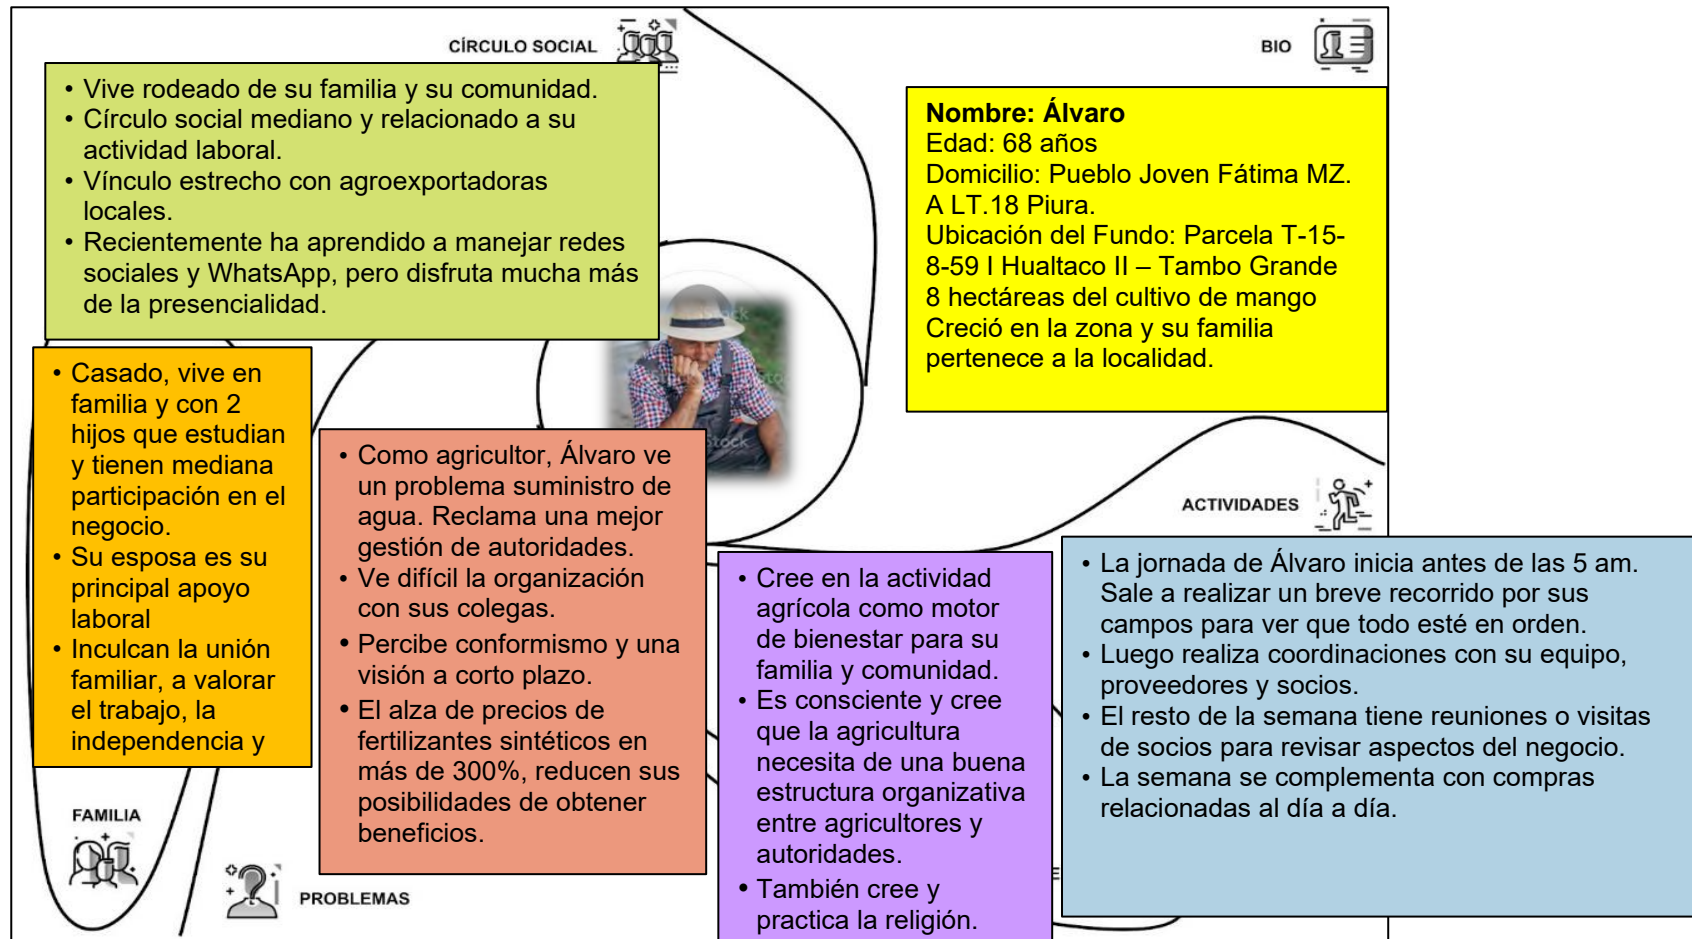 CÍRCULO SOCIAL
• Vive rodeado de su familia y su comunidad.
• Círculo social mediano y relacionado a su
actividad laboral.
• Vínculo estrecho con agroexportadoras
locales.
• Recientemente ha aprendido a manejar redes
sociales y WhatsApp, pero disfruta mucha más
de la presencialidad.
BIO
Nombre: Álvaro
Edad: 68 años
Domicilio: Pueblo Joven Fátima MZ.
A LT.18 Piura.
Ubicación del Fundo: Parcela T-15-
8-59 I Hualtaco II – Tambo Grande
8 hectáreas del cultivo de mango
Creció en la zona y su familia
pertenece a la localidad.
• Casado, vive en
familia y con 2
hijos que estudian
y tienen mediana
participación en el
negocio.
• Su esposa es su
principal apoyo
laboral
• Inculcan la unión
familiar, a valorar
el trabajo, la
independencia y
FAMILIA
• Como agricultor, Álvaro ve
un problema suministro de
agua. Reclama una mejor
gestión de autoridades.
• Ve difícil la organización
con sus colegas.
• Percibe conformismo y una
visión a corto plazo.
• El alza de precios de
fertilizantes sintéticos en
más de 300%, reducen sus
posibilidades de obtener
beneficios.
PROBLEMAS
• Cree en la actividad
agrícola como motor
de bienestar para su
familia y comunidad.
• Es consciente y cree
que la agricultura
necesita de una buena
estructura organizativa
entre agricultores y
autoridades.
• También cree y
practica la religión.
ACTIVIDADES
• La jornada de Álvaro inicia antes de las 5 am.
Sale a realizar un breve recorrido por sus
campos para ver que todo esté en orden.
• Luego realiza coordinaciones con su equipo,
proveedores y socios.
• El resto de la semana tiene reuniones o visitas
de socios para revisar aspectos del negocio.
• La semana se complementa con compras
relacionadas al día a día.